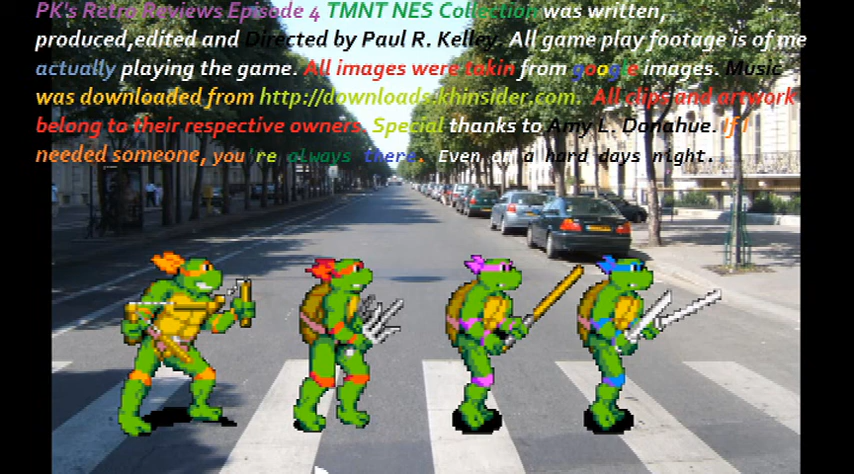 PK's Retro Reviews Episode 4 TMNT NES Collection was written,
produced,edited and Directed by Paul R. Kelley. All game play footage is of me
actually playing the game. All images were takin from google images. Music
was downloaded from http://downloads.khinsider.com. All clips and artwork
belong to their respective owners. Special thanks to Amy L. Donahue. If I
needed someone, you're always there. Even on a hard days night.